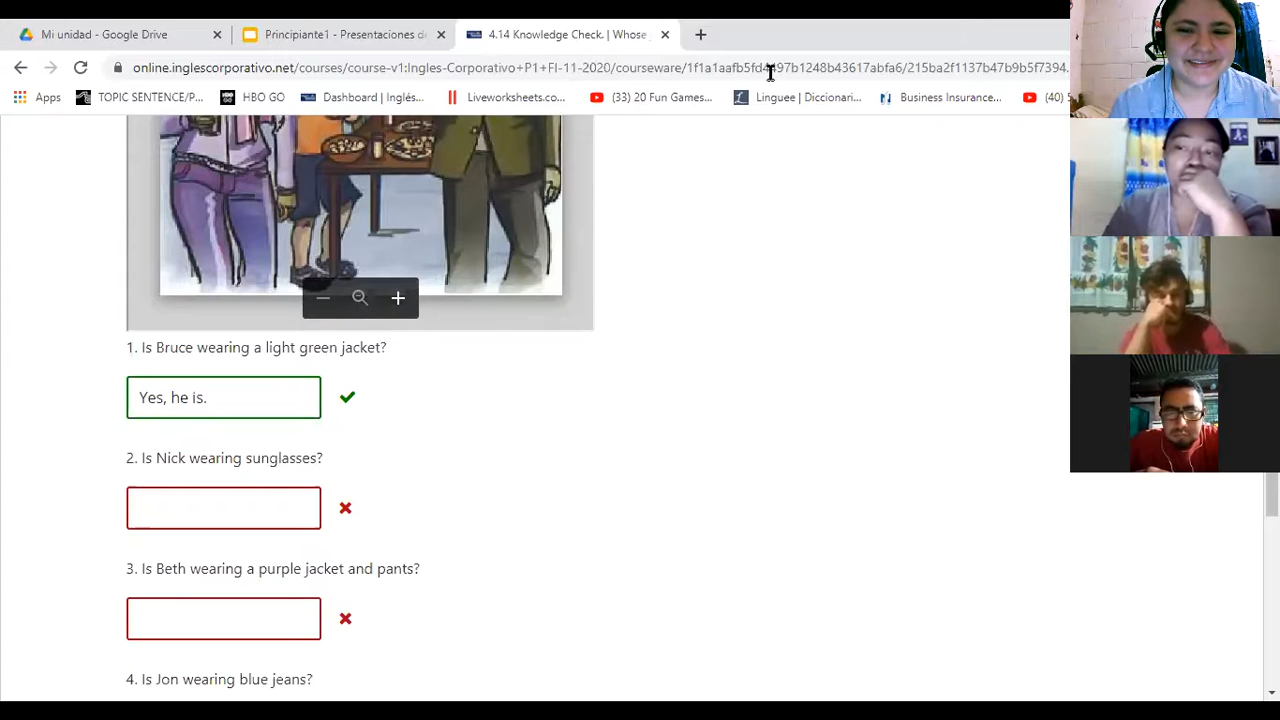 Mi unidad - Google Drive
Principiante1 - Presentaciones de
4.14 Knowledge Check. | Whose
online.inglescorporativo.net/courses/course-v1:Ingles-Corporativo+P1+FI-11-2020/courseware/
Apps
TOPIC SENTENCE/P...
HBO GO
Dashboard | Inglés...
Liveworksheets.co...
(33) 20 Fun Games...
Linguee | Diccionari...
Business Insurance...
(40) 5
1. Is Bruce wearing a light green jacket?
Yes, he is.
2. Is Nick wearing sunglasses?
3. Is Beth wearing a purple jacket and pants?
4. Is Jon wearing blue jeans?